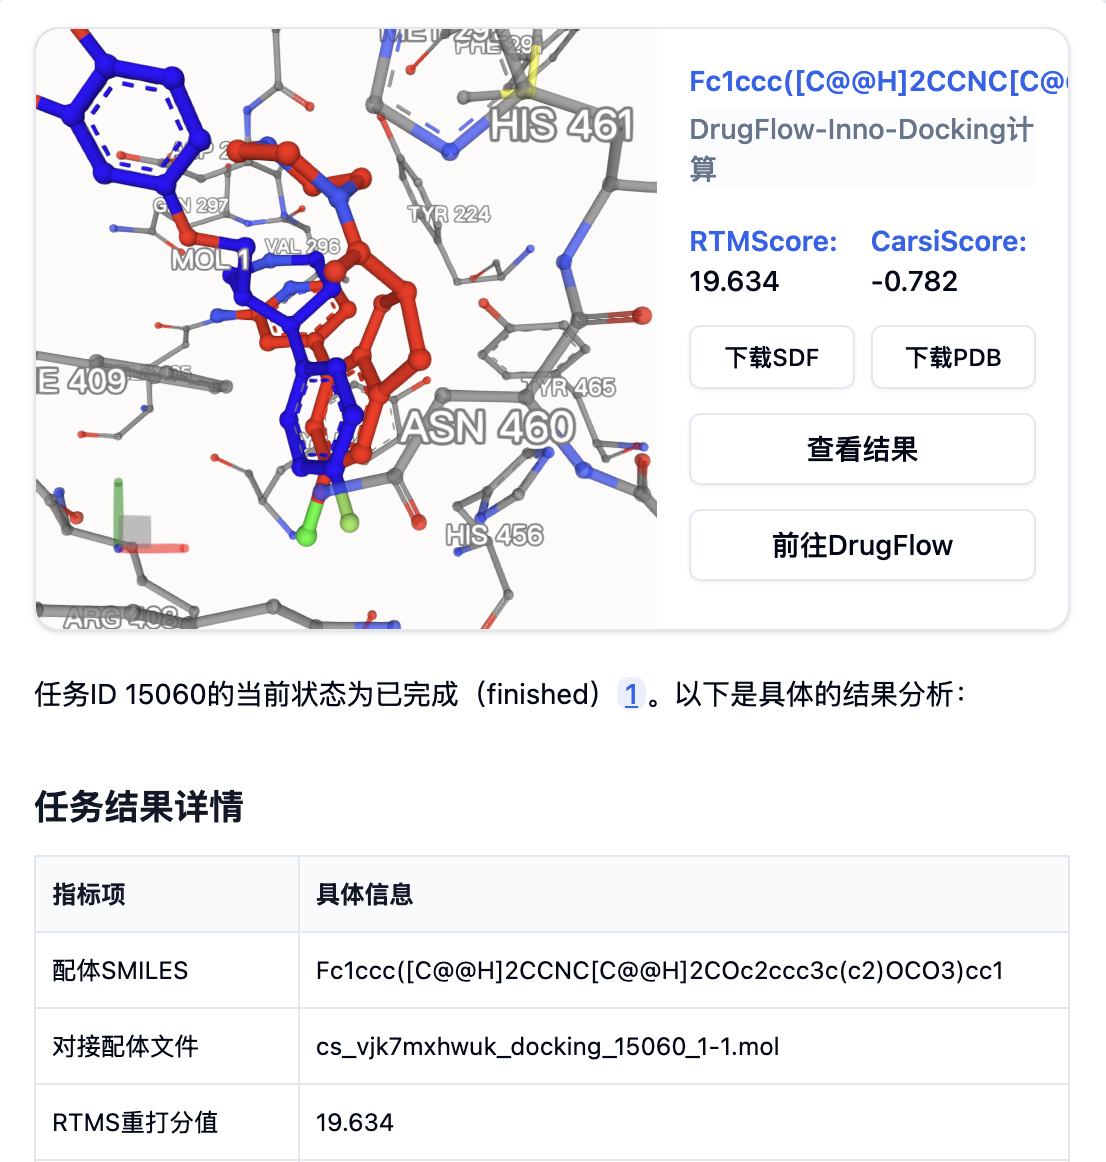 MET 29
PHE 29
HIS 461
GLN 297
TYR 224
MOL 1
VAL 296
E 409
TYR 465
ASN 460
HIS 456
ARG 408
Fc1ccc([C@@H]2CCNC[C@
DrugFlow-Inno-Docking计
算
RTMScore: CarsiScore:
19.634 -0.782
下载SDF 下载PDB
查看结果
前往DrugFlow
任务ID 15060的当前状态为已完成（finished） 1 。以下是具体的结果分析：
任务结果详情
指标项 具体信息
配体SMILES Fc1ccc([C@@H]2CCNC[C@@H]2COc2ccc3c(c2)OCO3)cc1
对接配体文件 cs_vjk7mxhwuk_docking_15060_1-1.mol
RTMS重打分值 19.634